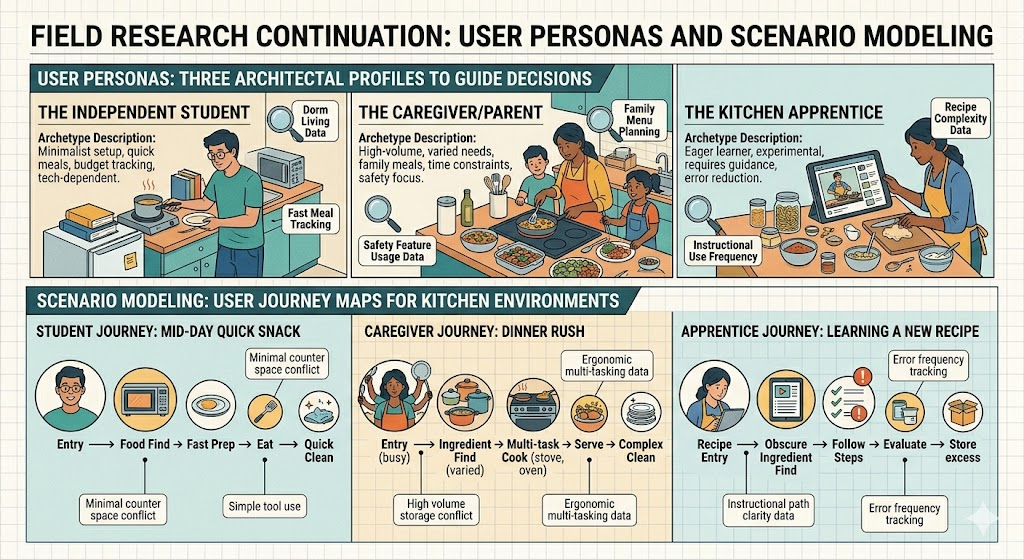 FIELD RESEARCH CONTINUATION: USER PERSONAS AND SCENARIO MODELING
USER PERSONAS: THREE ARCHITECTAL PROFILES TO GUIDE DECISIONS
THE INDEPENDENT STUDENT
Archetype Description:
Minimalist setup, quick
meals, budget tracking,
tech-dependent.
Dorm
Living
Data
Fast Meal
Tracking
THE CAREGIVER/PARENT
Archetype Description:
High-volume, varied needs,
family meals, time constraints,
safety focus.
Family
Menu
Planning
Safety Feature
Usage Data
THE KITCHEN APPRENTICE
Archetype Description:
Eager learner, experimental,
requires guidance,
error reduction.
Recipe
Complexity
Data
Instructional
Use Frequency
SCENARIO MODELING: USER JOURNEY MAPS FOR KITCHEN ENVIRONMENTS
STUDENT JOURNEY: MID-DAY QUICK SNACK
Minimal counter
space conflict
Entry → Food Find → Fast Prep → Eat → Quick
Clean
Minimal counter
space conflict
Simple tool use
CAREGIVER JOURNEY: DINNER RUSH
Ergonomic
multi-tasking data
Entry
(busy)
→ Ingredient
Find
(varied)
→ Multi-task
Cook (stove,
oven)
→ Serve → Complex
Clean
High volume
storage conflict
Ergonomic
multi-tasking data
APPRENTICE JOURNEY: LEARNING A NEW RECIPE
Error frequency
tracking
Recipe
Entry
→ Obscure
Ingredient
Find
→ Follow
Steps
→ Evaluate → Store
excess
Instructional path
clarity data
Error frequency
tracking